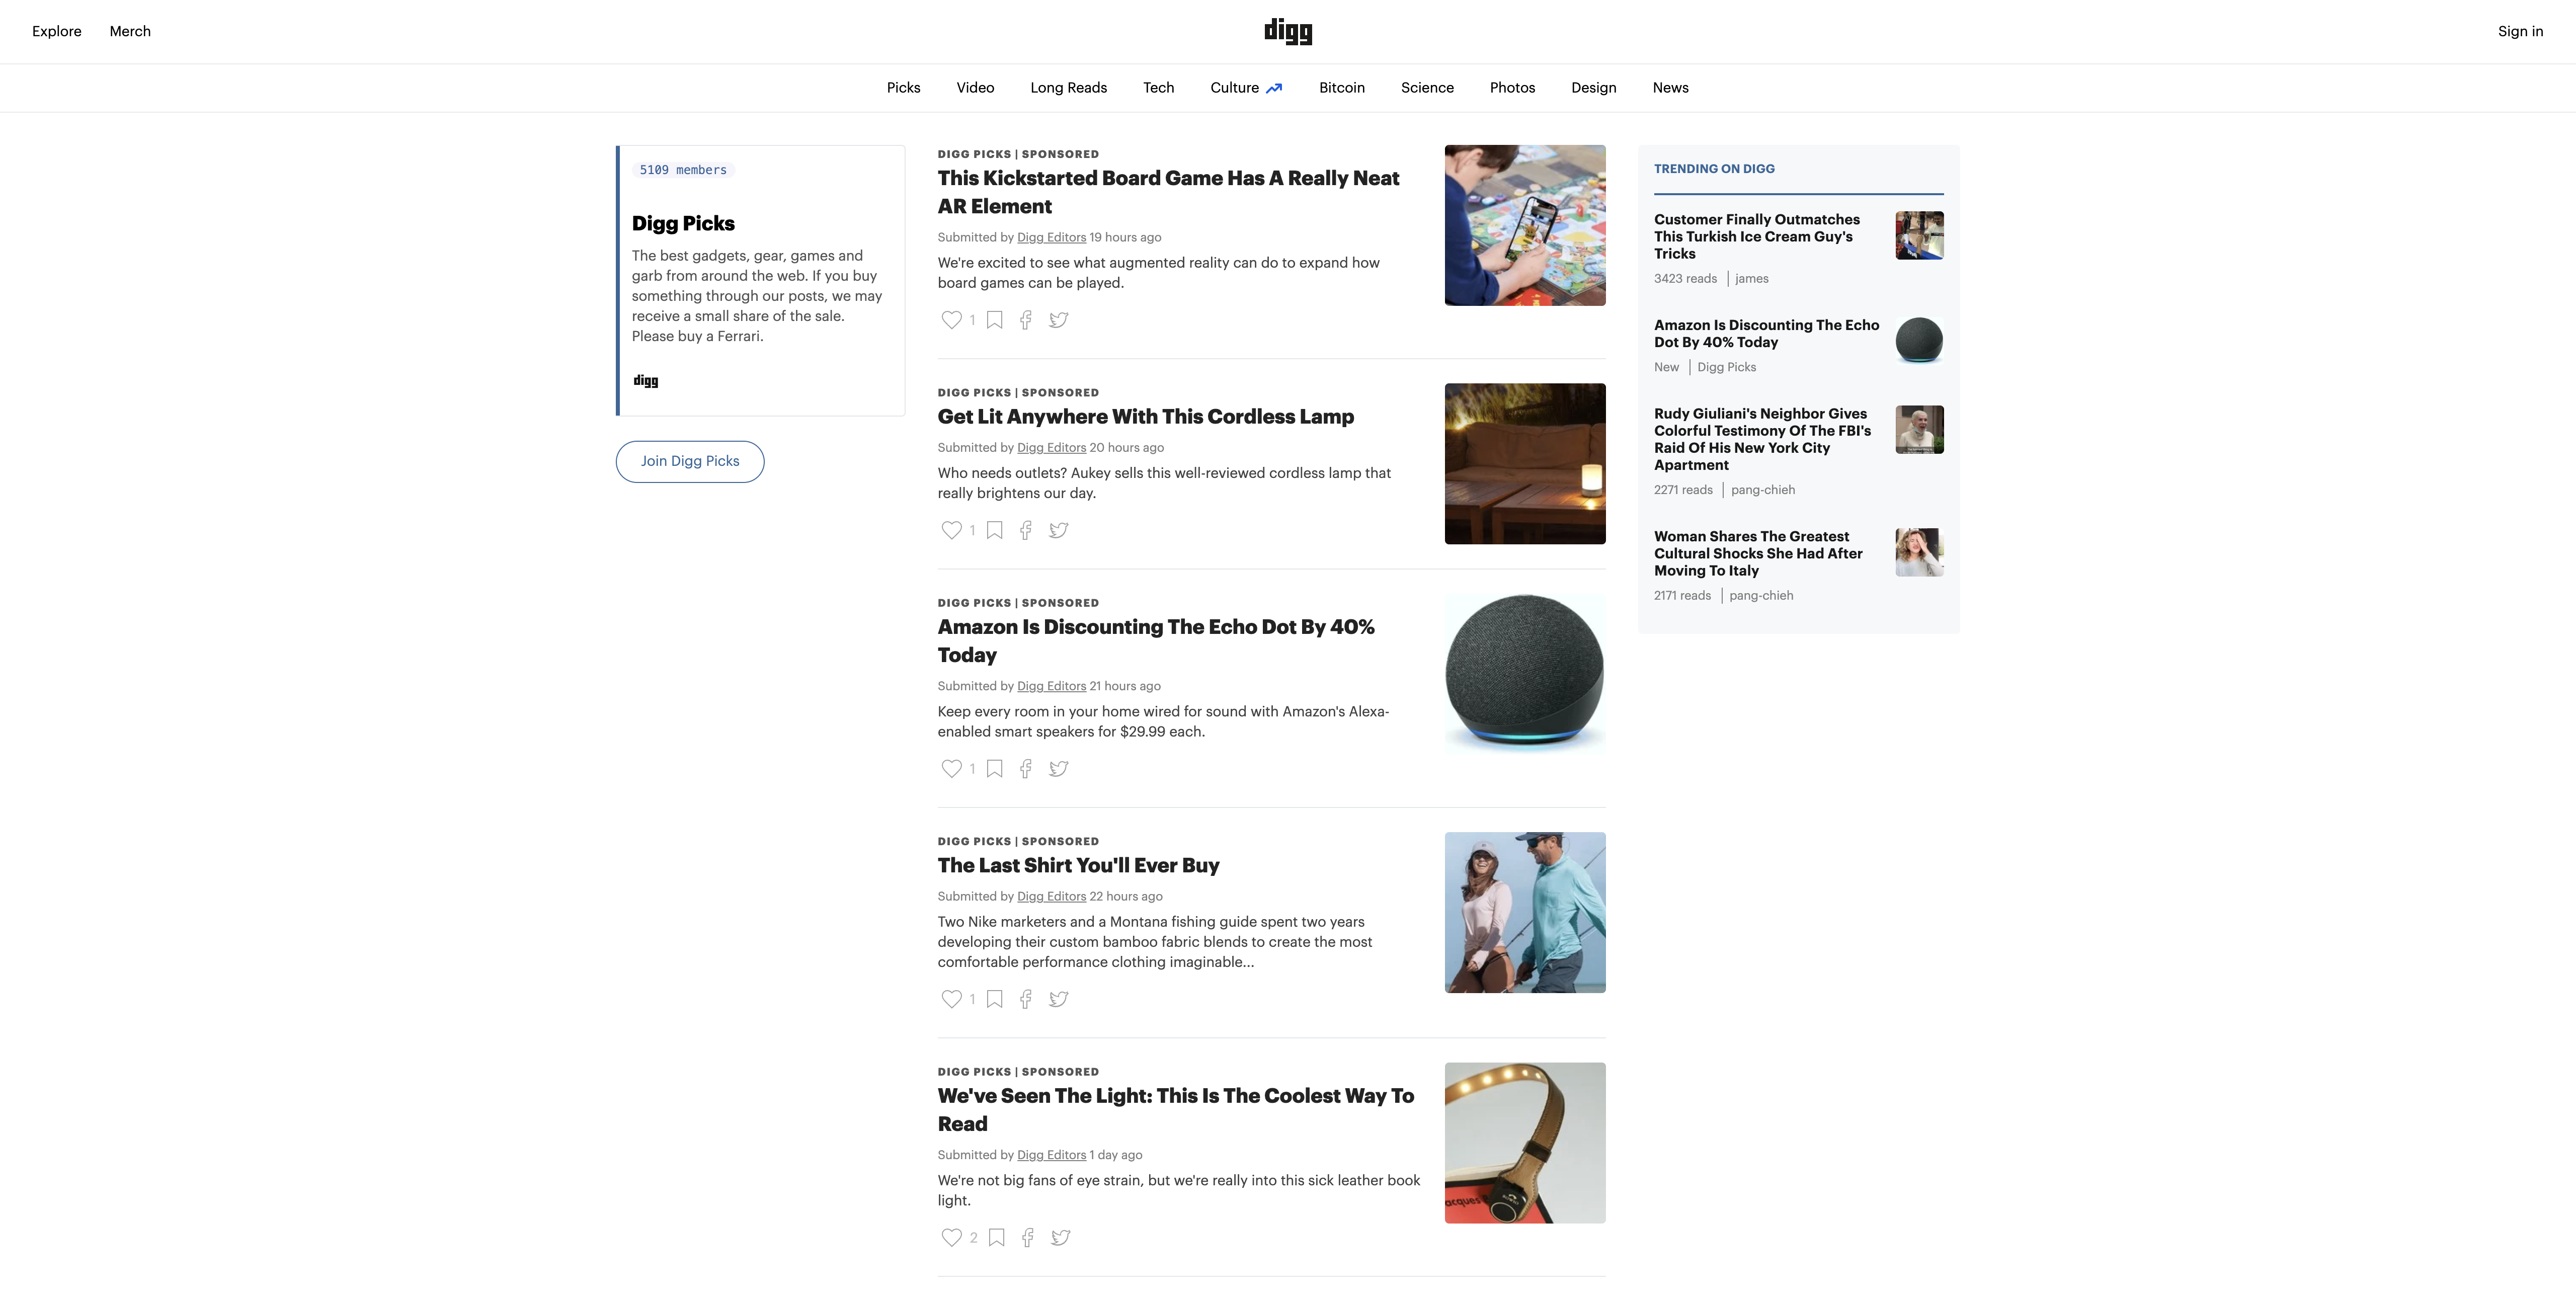 Explore
Merch
digg
Sign in
Picks
Video
Long Reads
Tech
Culture
Bitcoin
Science
Photos
Design
News
5109 members
Digg Picks
The best gadgets, gear, games and
garb from around the web. If you buy
something through our posts, we may
receive a small share of the sale.
Please buy a Ferrari.
digg
Join Digg Picks
DIGG PICKS | SPONSORED
This Kickstarted Board Game Has A Really Neat
AR Element
Submitted by Digg Editors 19 hours ago
We're excited to see what augmented reality can do to expand how
board games can be played.
1
DIGG PICKS | SPONSORED
Get Lit Anywhere With This Cordless Lamp
Submitted by Digg Editors 20 hours ago
Who needs outlets? Aukey sells this well-reviewed cordless lamp that
really brightens our day.
1
DIGG PICKS | SPONSORED
Amazon Is Discounting The Echo Dot By 40%
Today
Submitted by Digg Editors 21 hours ago
Keep every room in your home wired for sound with Amazon's Alexa-
enabled smart speakers for $29.99 each.
1
DIGG PICKS | SPONSORED
The Last Shirt You'll Ever Buy
Submitted by Digg Editors 22 hours ago
Two Nike marketers and a Montana fishing guide spent two years
developing their custom bamboo fabric blends to create the most
comfortable performance clothing imaginable...
1
DIGG PICKS | SPONSORED
We've Seen The Light: This Is The Coolest Way To
Read
Submitted by Digg Editors 1 day ago
We're not big fans of eye strain, but we're really into this sick leather book
light.
2
acques
TRENDING ON DIGG
Customer Finally Outmatches
This Turkish Ice Cream Guy's
Tricks
3423 reads | james
Amazon Is Discounting The Echo
Dot By 40% Today
New | Digg Picks
Rudy Giuliani's Neighbor Gives
Colorful Testimony Of The FBI's
Raid Of His New York City
Apartment
2271 reads | pang-chieh
Woman Shares The Greatest
Cultural Shocks She Had After
Moving To Italy
2171 reads | pang-chieh